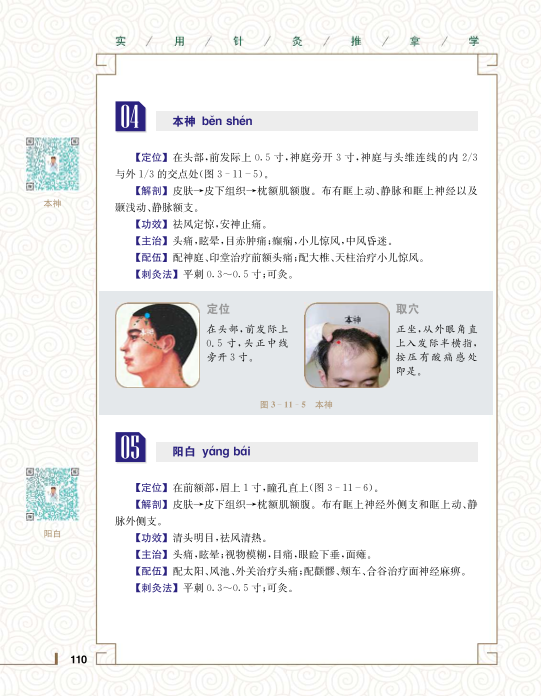 实 / 用 / 针 / 灸 / 推 / 拿 / 学
04 本神 běn shén
【定位】在头部,前发际上 0.5 寸,神庭旁开 3 寸,神庭与头维连线的内 2/3
与外 1/3 的交点处(图 3-11-5)。
【解剖】皮肤→皮下组织→枕额肌额腹。布有眶上动、静脉和眶上神经以及
颞浅动、静脉额支。
【功效】祛风定惊,安神止痛。
【主治】头痛,眩晕,目赤肿痛;癫痫,小儿惊风,中风昏迷。
【配伍】配神庭、印堂治疗前额头痛;配大椎、天柱治疗小儿惊风。
【刺灸法】平刺 0.3～0.5 寸;可灸。
本神
定位
在头部,前发际上
0.5 寸,头正中线
旁开 3 寸。
本神
取穴
正坐,从外眼角直
上入发际半横指,
按压有酸痛感处
即是。
图 3-11-5 本神
05 阳白 yáng bái
【定位】在前额部,眉上 1 寸,瞳孔直上(图 3-11-6)。
【解剖】皮肤→皮下组织→枕额肌额腹。布有眶上神经外侧支和眶上动、静
脉外侧支。
【功效】清头明目,祛风清热。
【主治】头痛,眩晕;视物模糊,目痛,眼睑下垂,面瘫。
【配伍】配太阳、风池、外关治疗头痛;配颧髎、颊车、合谷治疗面神经麻痹。
【刺灸法】平刺 0.3～0.5 寸;可灸。
阳白
110